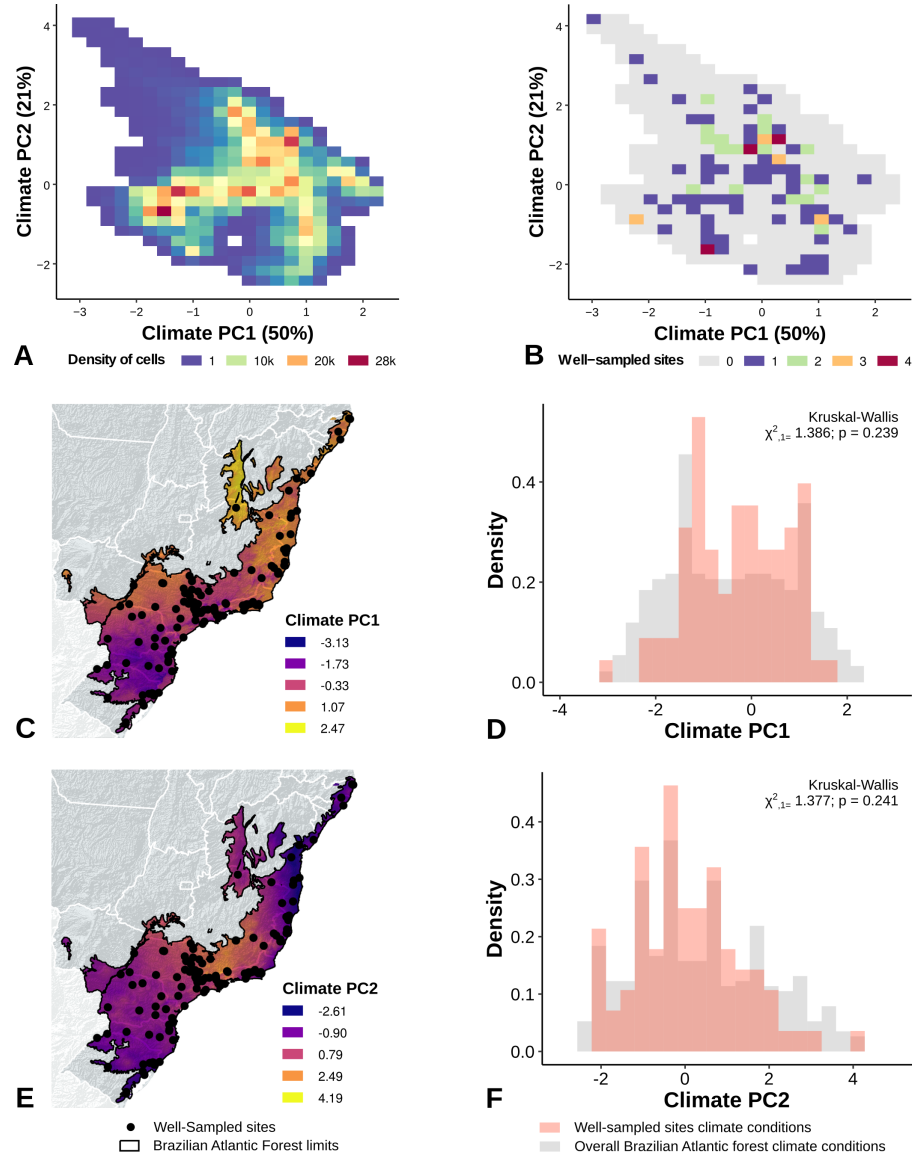 4
2
0
−2
Climate PC2 (21%)
−3 −2 −1 0 1 2
Climate PC1 (50%)
A
Density of cells 1 10k 20k 28k
4
2
0
−2
Climate PC2 (21%)
−3 −2 −1 0 1 2
Climate PC1 (50%)
B
Well−sampled sites 0 1 2 3 4
Climate PC1
-3.13
-1.73
-0.33
1.07
2.47
C
Kruskal-Wallis
χ²,1= 1.386; p = 0.239
0.4
0.2
0.0
Density
-4 -2 0 2
Climate PC1
D
Climate PC2
-2.61
-0.90
0.79
2.49
4.19
E
Well-Sampled sites
Brazilian Atlantic Forest limits
Kruskal-Wallis
χ²,1= 1.377; p = 0.241
0.4
0.3
0.2
0.1
0.0
Density
-2 0 2 4
Climate PC2
F
Well-sampled sites climate conditions
Overall Brazilian Atlantic forest climate conditions